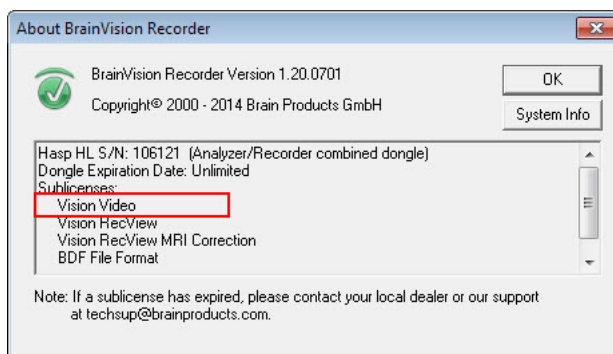 About BrainVision Recorder
BrainVision Recorder Version 1.20.0701
OK
Copyright© 2000 - 2014 Brain Products GmbH
System Info
Hasp HL S/N: 106121 (Analyzer/Recorder combined dongle)
Dongle Expiration Date: Unlimited
Sublicenses:
Vision Video
Vision RecView
Vision RecView MRI Correction
BDF File Format
Note: If a sublicense has expired, please contact your local dealer or our support
at techsup@brainproducts.com.